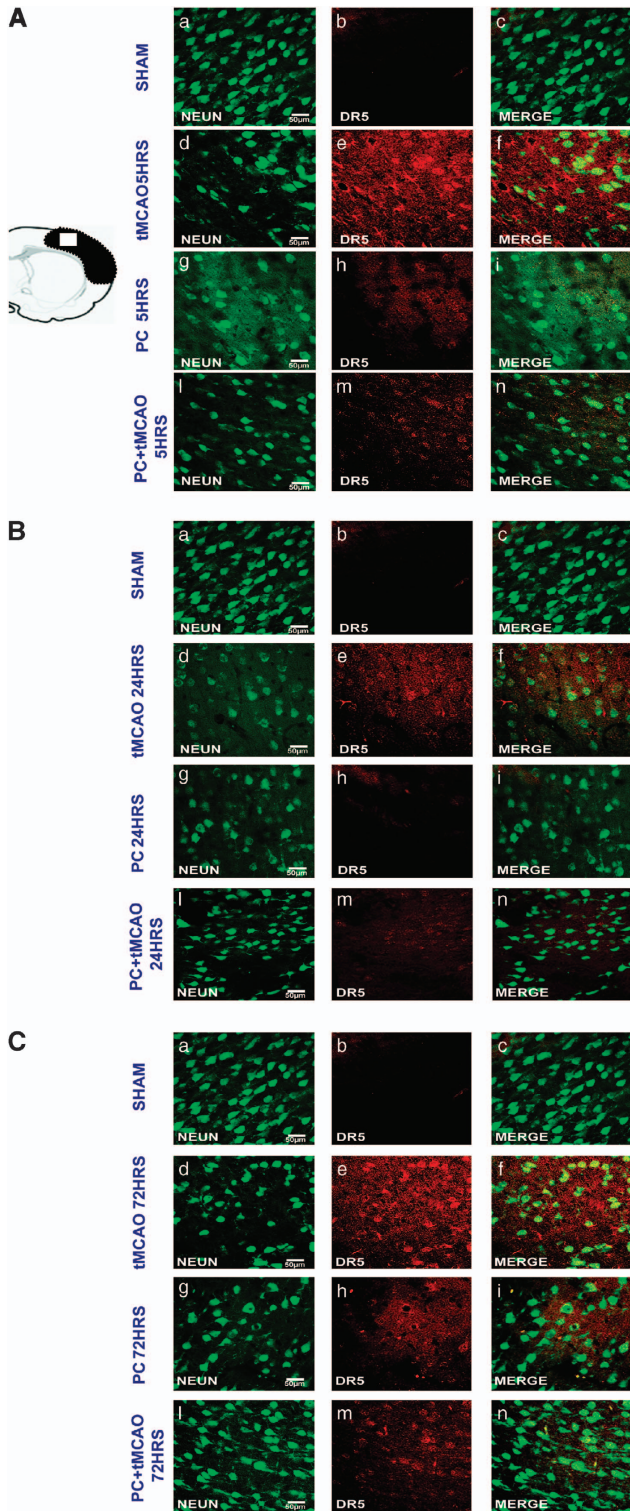 A
SHAM
a
NEUN
50µm
b
DR5
c
MERGE
tMCAO5HRS
d
NEUN
50µm
e
DR5
f
MERGE
PC 5HRS
g
NEUN
50µm
h
DR5
i
MERGE
PC+tMCAO
5HRS
l
NEUN
50µm
m
DR5
n
MERGE
B
SHAM
a
NEUN
50µm
b
DR5
c
MERGE
tMCAO 24HRS
d
NEUN
50µm
e
DR5
f
MERGE
PC 24HRS
g
NEUN
50µm
h
DR5
i
MERGE
PC+tMCAO
24HRS
l
NEUN
50µm
m
DR5
n
MERGE
C
SHAM
a
NEUN
50µm
b
DR5
c
MERGE
tMCAO 72HRS
d
NEUN
50µm
e
DR5
f
MERGE
PC 72HRS
g
NEUN
50µm
h
DR5
i
MERGE
PC+tMCAO
72HRS
l
NEUN
50µm
m
DR5
n
MERGE